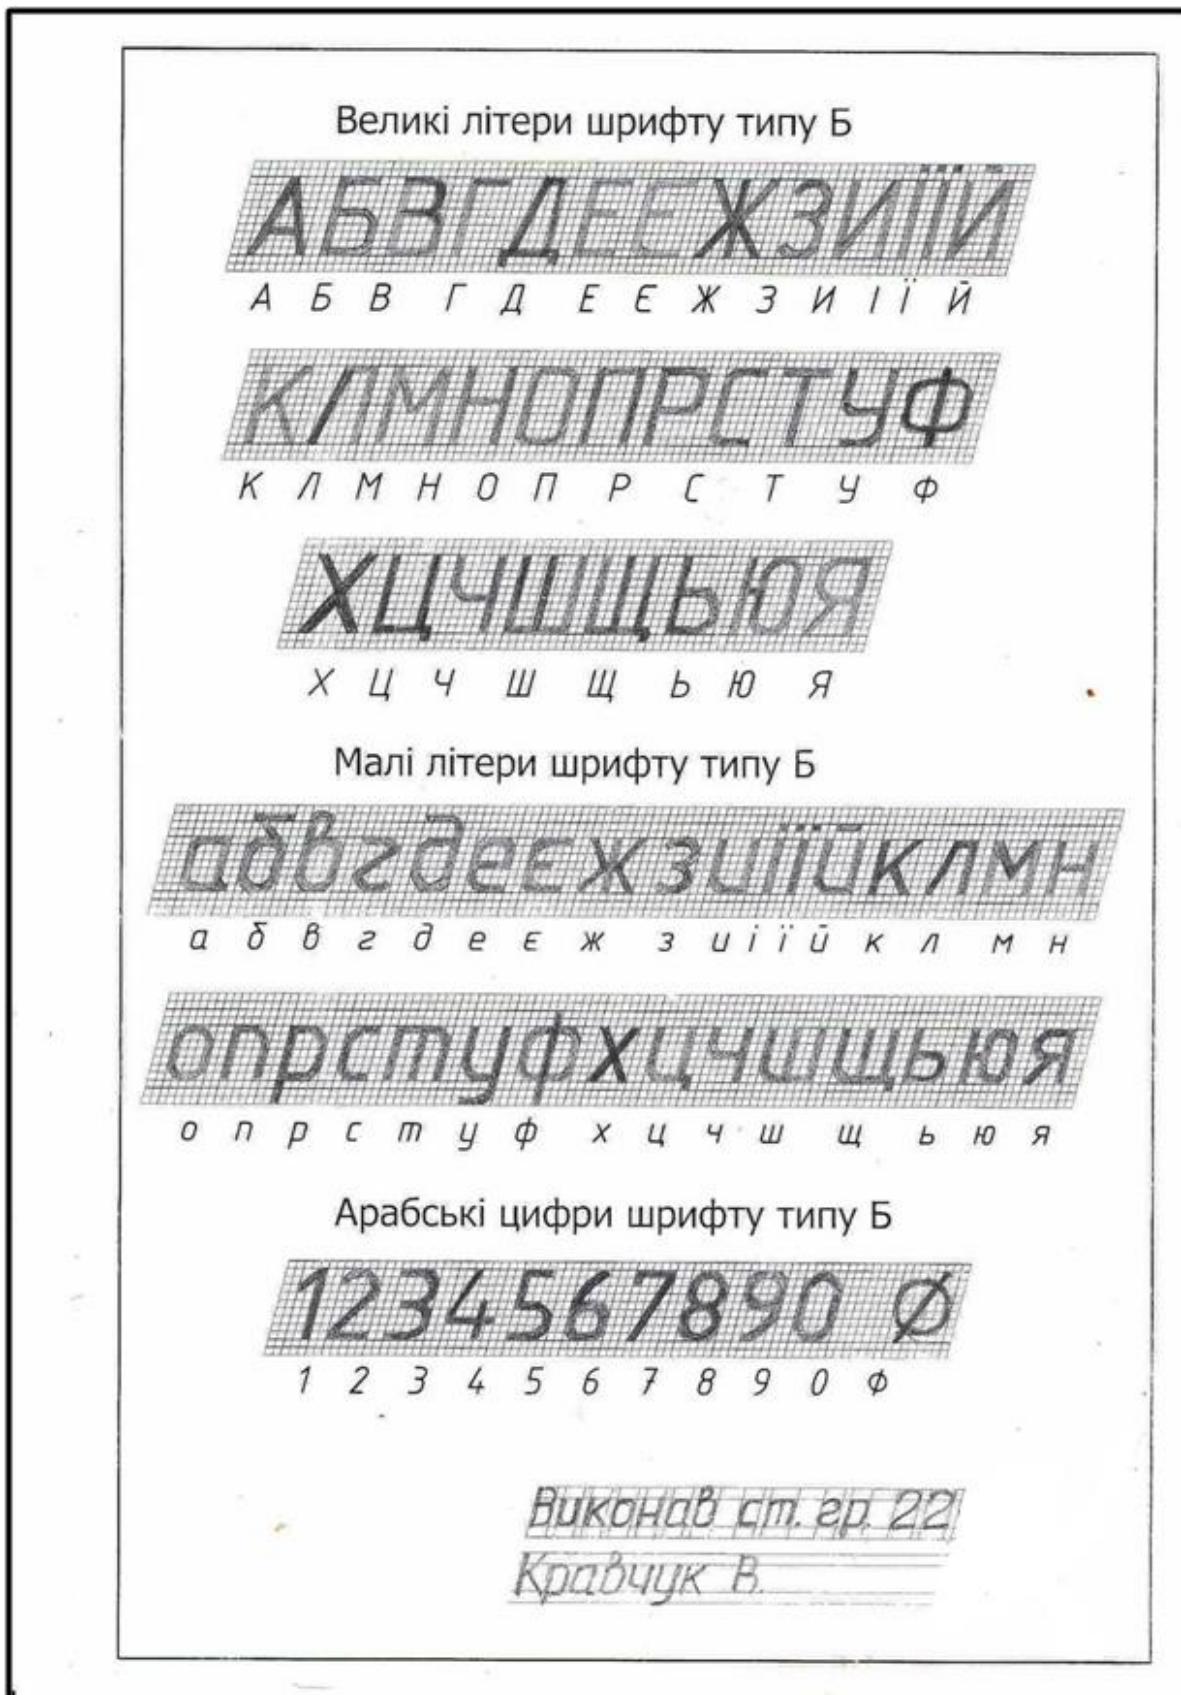 Великі літери шрифту типу Б
АБВГДЕЄЖЗИІЇЙ
А Б В Г Д Е Є Ж З И І Ї Й
КЛМНОПРСТУФ
К Л М Н О П Р С Т У Ф
ХЦЧШЩЬЮЯ
Х Ц Ч Ш Щ Ь Ю Я
Малі літери шрифту типу Б
абвгдеєжзиіїйклмн
а б в г д е є ж з и і ї й к л м н
опрстуфхцчшщьюя
о п р с т у ф х ц ч ш щ ь ю я
Арабські цифри шрифту типу Б
1234567890 Ø
1 2 3 4 5 6 7 8 9 0 Ф
Виконав ст. гр. 22
Кравчук В.